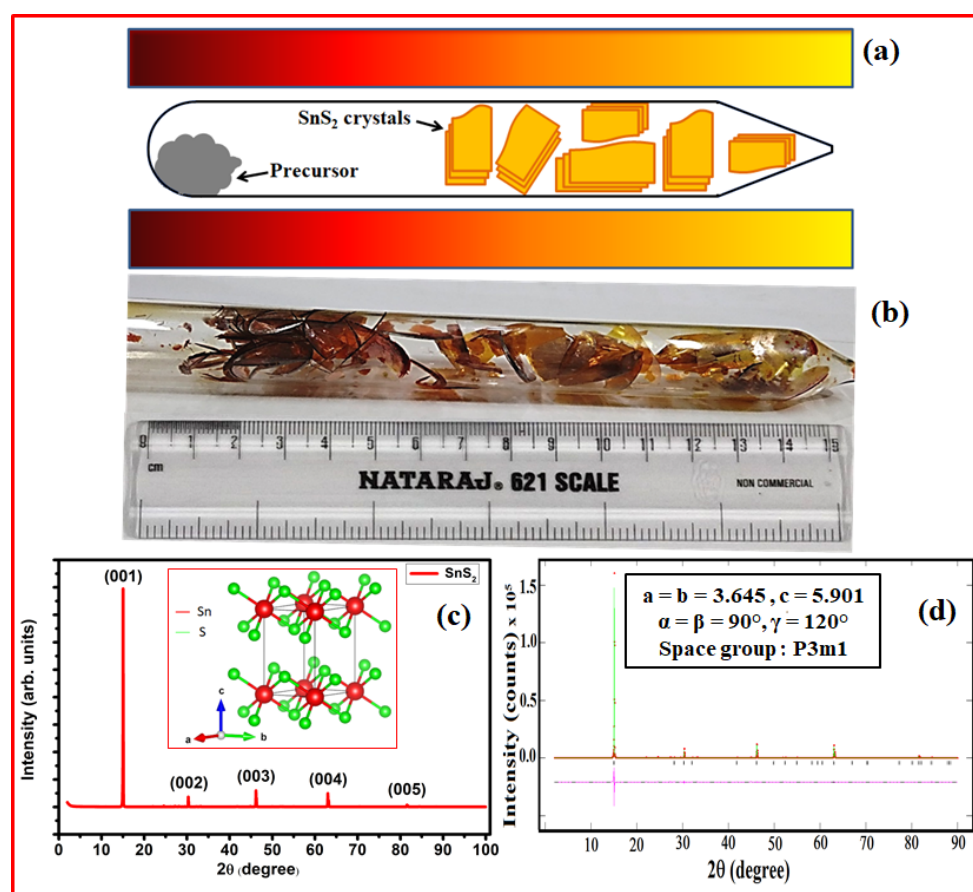 (a)
SnS₂ crystals
Precursor
(b)
0 1 2 3 4 5 6 7 8 9 10 11 12 13 14 15
cm
NATARAJ® 621 SCALE
NON COMMERCIAL
(001)
SnS₂
(c)
Sn
S
c
a
b
(002)
(003)
(004)
(005)
Intensity (arb. units)
0 10 20 30 40 50 60 70 80 90 100
2θ (degree)
a = b = 3.645 , c = 5.901
α = β = 90°, γ = 120°
Space group : P3m1
(d)
Intensity (counts) x 10⁵
1.5
1.0
0.5
0.0
10 20 30 40 50 60 70 80 90
2θ (degree)